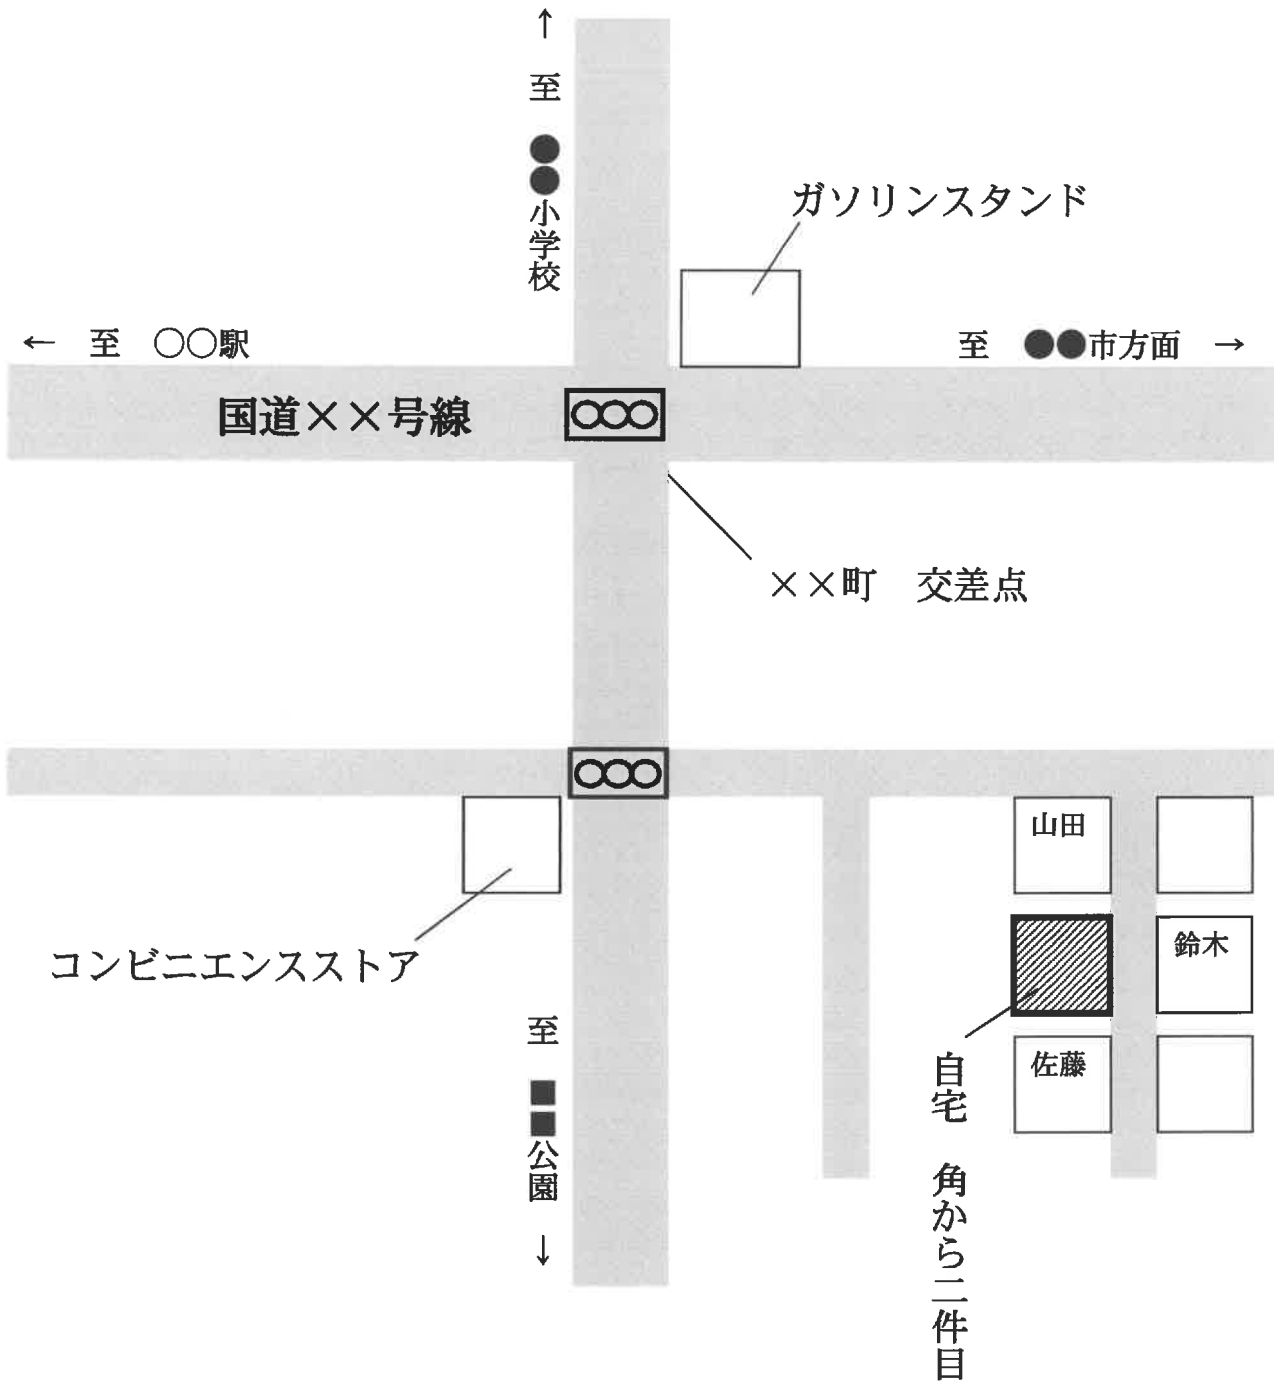 ↑ 至 ●●小学校
ガソリンスタンド
← 至 ○○駅
至 ●●市方面 →
国道××号線
○○○
××町 交差点
○○○
山田
コンビニエンスストア
鈴木
至 ■■公園 ↓
佐藤
自宅 角から二件目